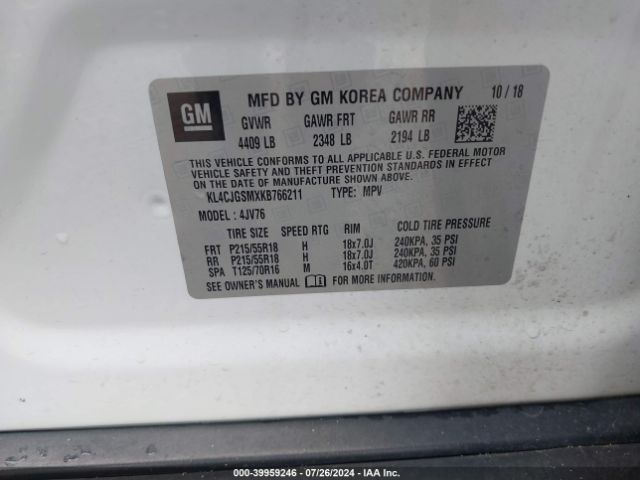 GM
MFD BY GM KOREA COMPANY 10 / 18
GVWR GAWR FRT GAWR RR
4409 LB 2348 LB 2194 LB
THIS VEHICLE CONFORMS TO ALL APPLICABLE U.S. FEDERAL MOTOR
VEHICLE SAFETY AND THEFT PREVENTION STANDARDS IN EFFECT
ON THE DATE OF MANUFACTURE SHOWN ABOVE.
KL4CJGSMXKB766211 TYPE: MPV
MODEL: 4JV76
TIRE SIZE SPEED RTG RIM COLD TIRE PRESSURE
FRT P215/55R18 H 18x7.0J 240KPA, 35 PSI
RR P215/55R18 H 18x7.0J 240KPA, 35 PSI
SPA T125/70R16 M 16x4.0T 420KPA, 60 PSI
SEE OWNER'S MANUAL FOR MORE INFORMATION.
000-39959246 - 07/26/2024 - IAA Inc.